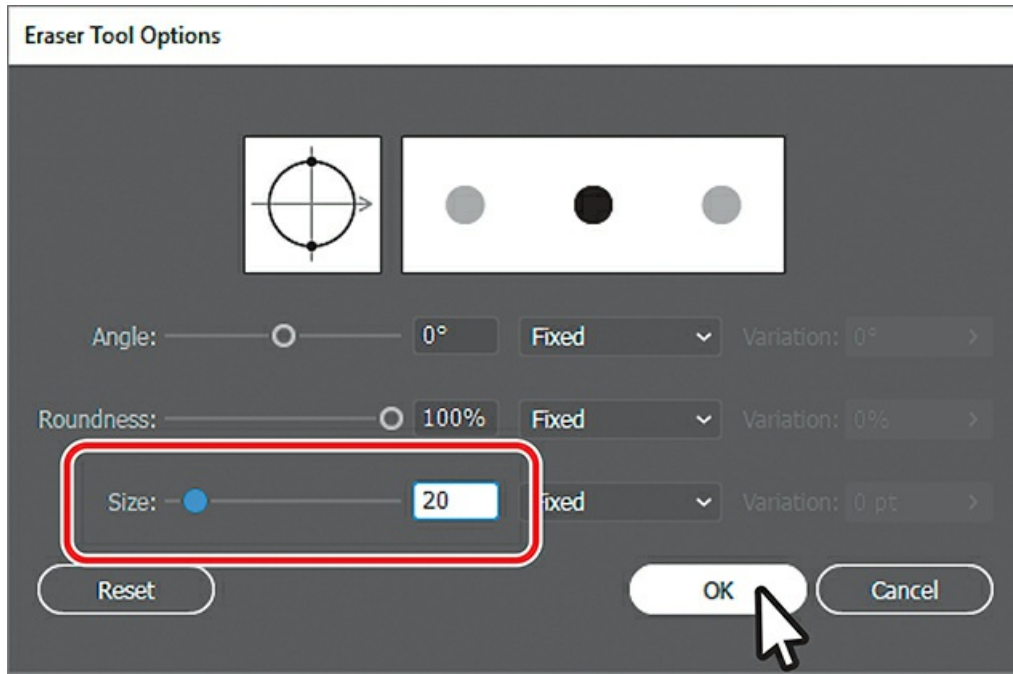 Eraser Tool Options
Angle: 0° Fixed Variation: 0°
Roundness: 100% Fixed Variation: 0%
Size: 20 Fixed Variation: 0 pt
Reset OK Cancel